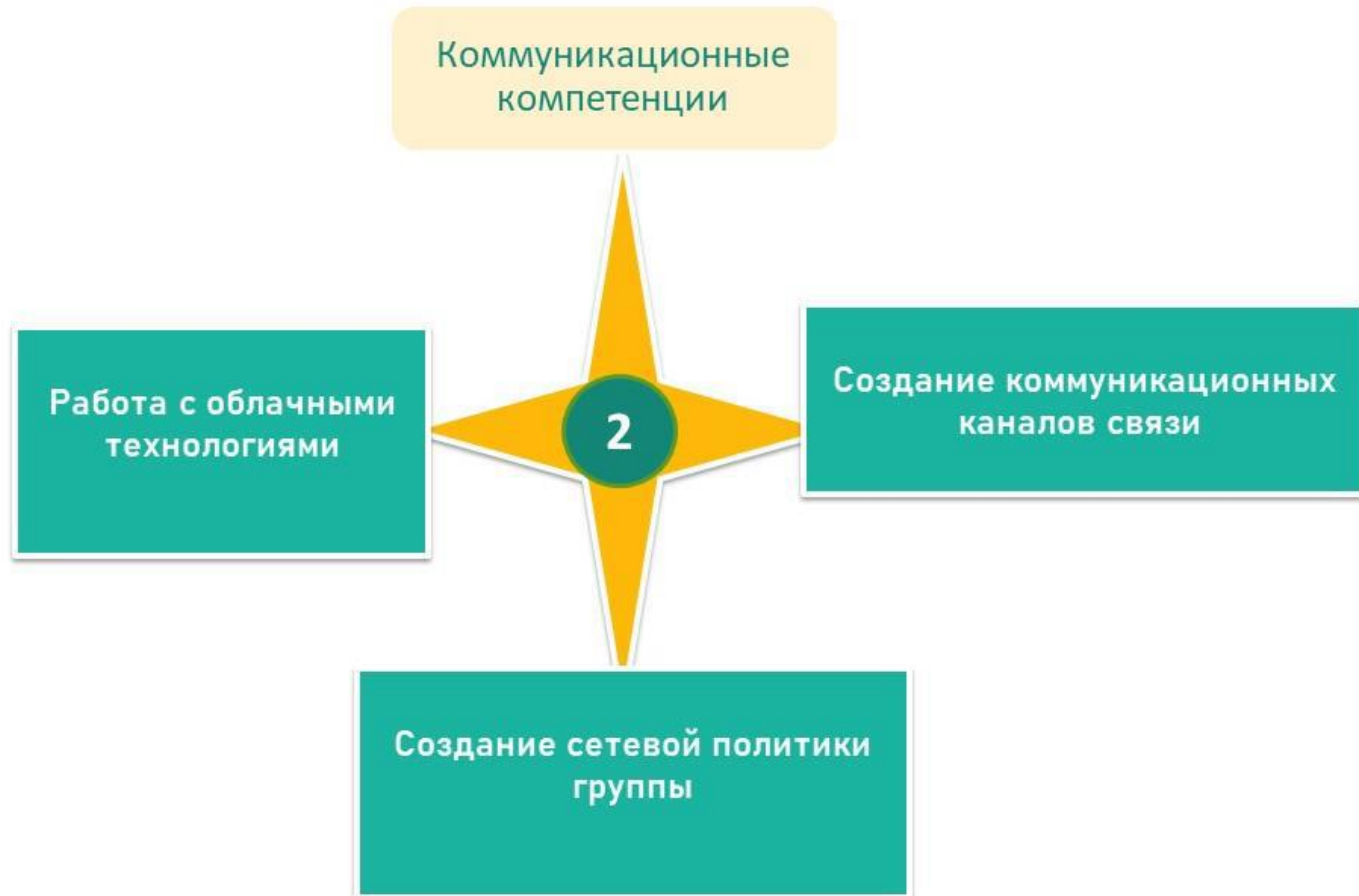 Коммуникационные
компетенции
Работа с облачными
технологиями
2
Создание коммуникационных
каналов связи
Создание сетевой политики
группы